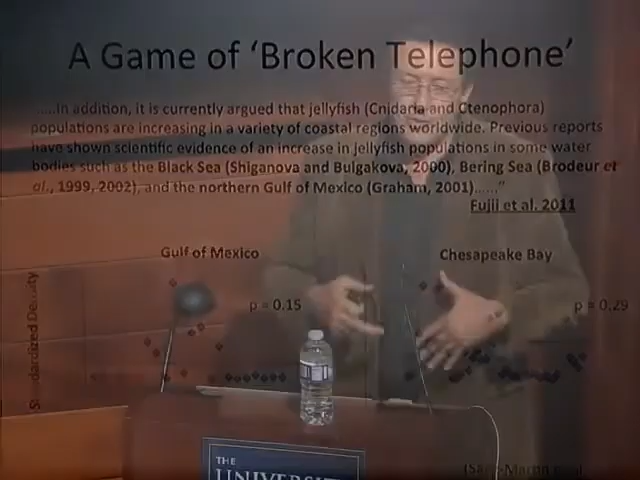 A Game of 'Broken Telephone'
.....In addition, it is currently argued that jellyfish (Cnidaria and Ctenophora)
populations are increasing in a variety of coastal regions worldwide. Previous reports
have shown scientific evidence of an increase in jellyfish populations in some water
bodies such as the Black Sea (Shiganova and Bulgakova, 2000), Bering Sea (Brodeur et
al., 1999, 2002), and the northern Gulf of Mexico (Graham, 2001)......"
Fujii et al. 2011
Gulf of Mexico
Chesapeake Bay
p = 0.15
p = 0.29
Standardized Density
THE